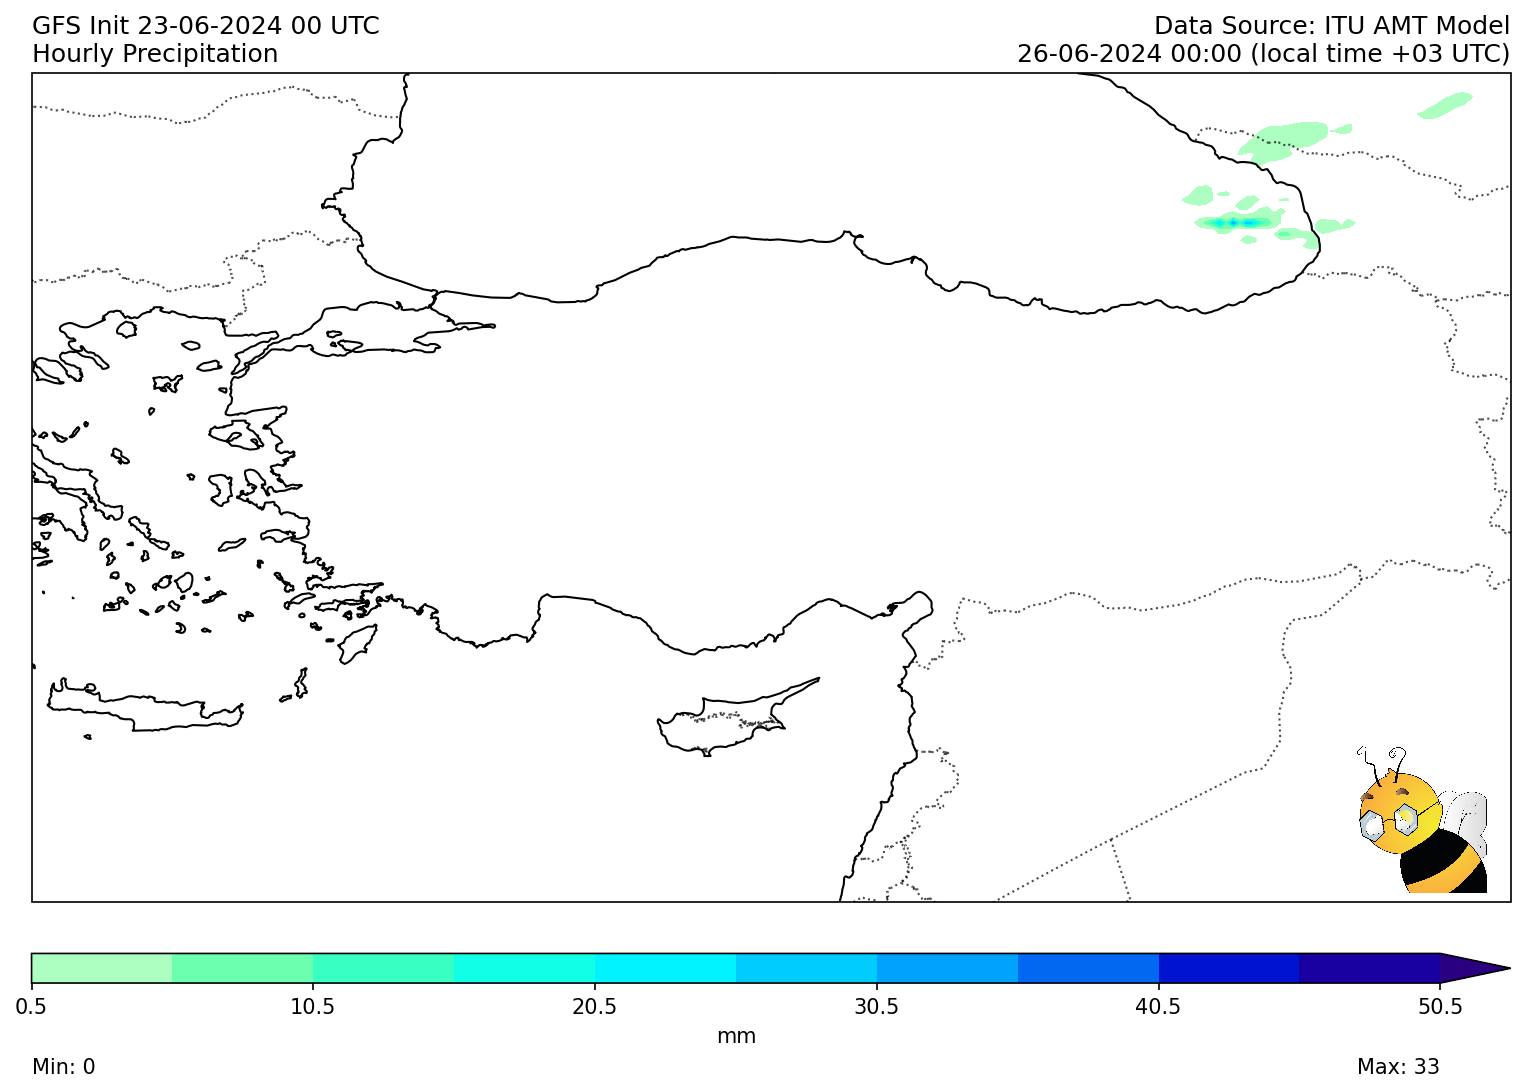 GFS Init 23-06-2024 00 UTC
Data Source: ITU AMT Model
Hourly Precipitation
26-06-2024 00:00 (local time +03 UTC)
0.5 10.5 20.5 30.5 40.5 50.5
mm
Min: 0
Max: 33